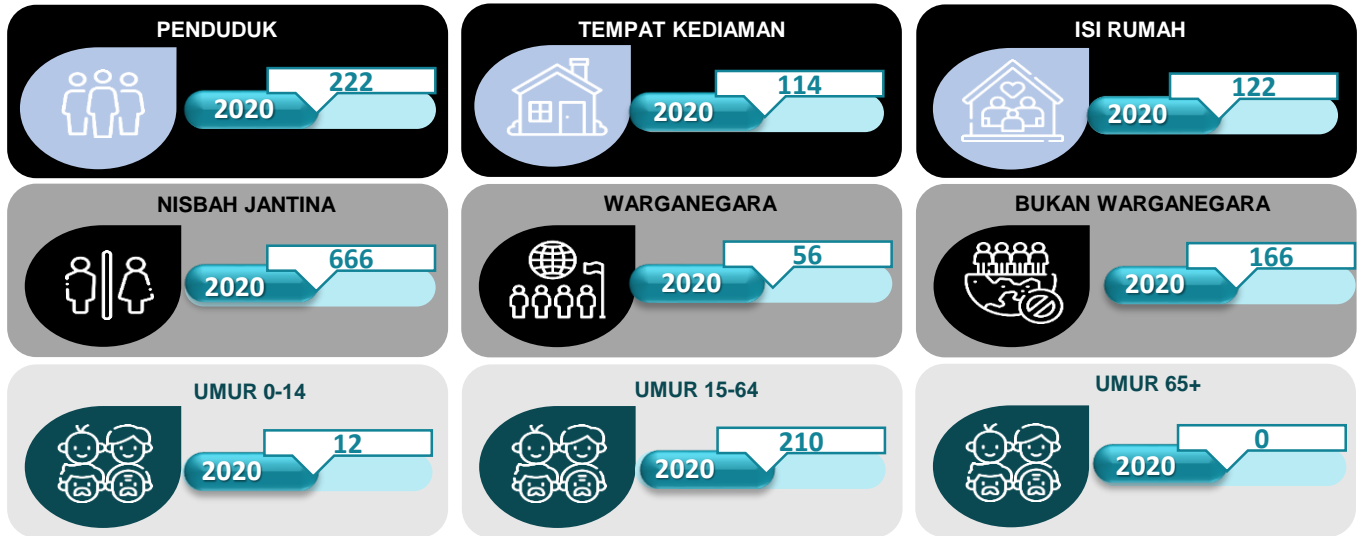 PENDUDUK
222
2020
TEMPAT KEDIAMAN
114
2020
ISI RUMAH
122
2020
NISBAH JANTINA
666
2020
WARGANEGARA
56
2020
BUKAN WARGANEGARA
166
2020
UMUR 0-14
12
2020
UMUR 15-64
210
2020
UMUR 65+
0
2020